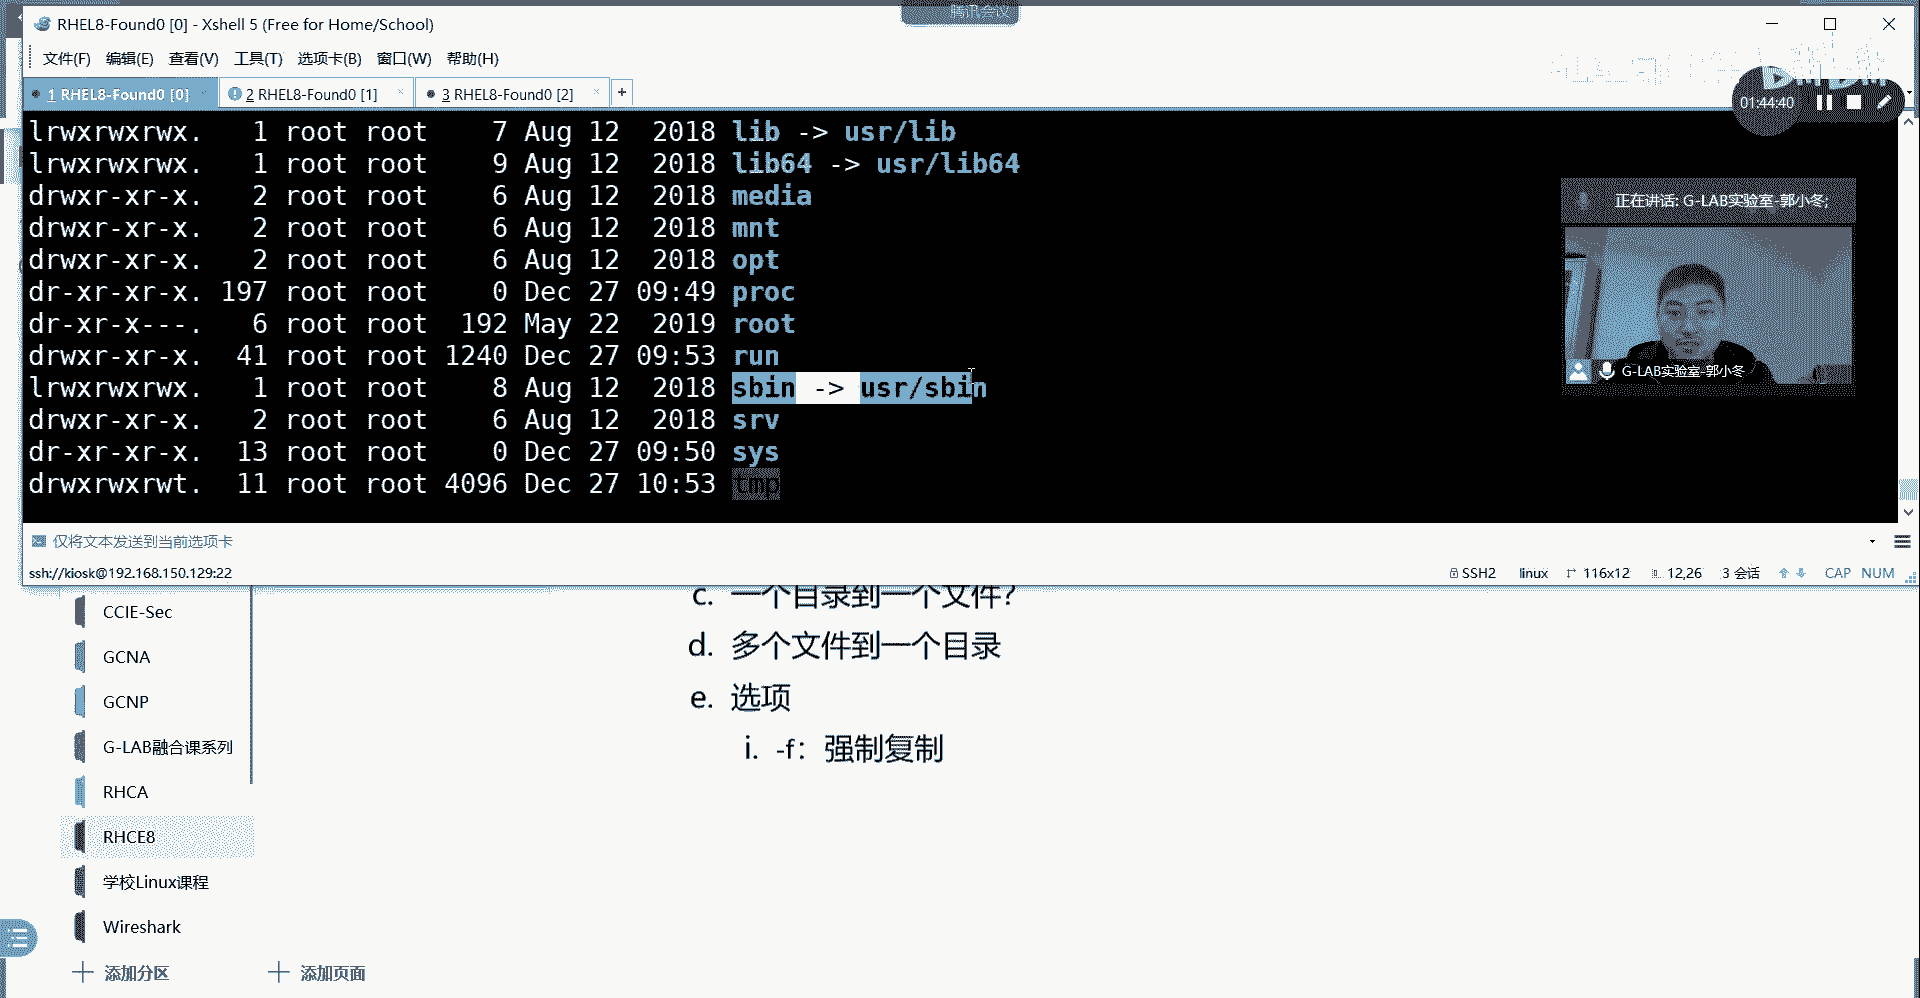 腾讯会议
RHEL8-Found0 [0] - Xshell 5 (Free for Home/School)
文件(F) 编辑(E) 查看(V) 工具(T) 选项卡(B) 窗口(W) 帮助(H)
1 RHEL8-Found0 [0] 2 RHEL8-Found0 [1] 3 RHEL8-Found0 [2] +
01:44:40
lrwxrwxrwx. 1 root root 7 Aug 12 2018 lib -> usr/lib
lrwxrwxrwx. 1 root root 9 Aug 12 2018 lib64 -> usr/lib64
drwxr-xr-x. 2 root root 6 Aug 12 2018 media
drwxr-xr-x. 2 root root 6 Aug 12 2018 mnt
drwxr-xr-x. 2 root root 6 Aug 12 2018 opt
dr-xr-xr-x. 197 root root 0 Dec 27 09:49 proc
dr-xr-x---. 6 root root 192 May 22 2019 root
drwxr-xr-x. 41 root root 1240 Dec 27 09:53 run
lrwxrwxrwx. 1 root root 8 Aug 12 2018 sbin -> usr/sbin
drwxr-xr-x. 2 root root 6 Aug 12 2018 srv
dr-xr-xr-x. 13 root root 0 Dec 27 09:50 sys
drwxrwxrwt. 11 root root 4096 Dec 27 10:53 tmp
正在讲话: G-LAB实验室-郭小冬;
G-LAB实验室-郭小冬
仅将文本发送到当前选项卡
ssh://kiosk@192.168.150.129:22 SSH2 linux 116x12 12,26 3 会话 CAP NUM
CCIE-Sec
GCNA
GCNP
G-LAB融合课系列
RHCA
RHCE8
学校Linux课程
Wireshark
添加分区 添加页面
c. 一个目录到一个文件?
d. 多个文件到一个目录
e. 选项
i. -f: 强制复制